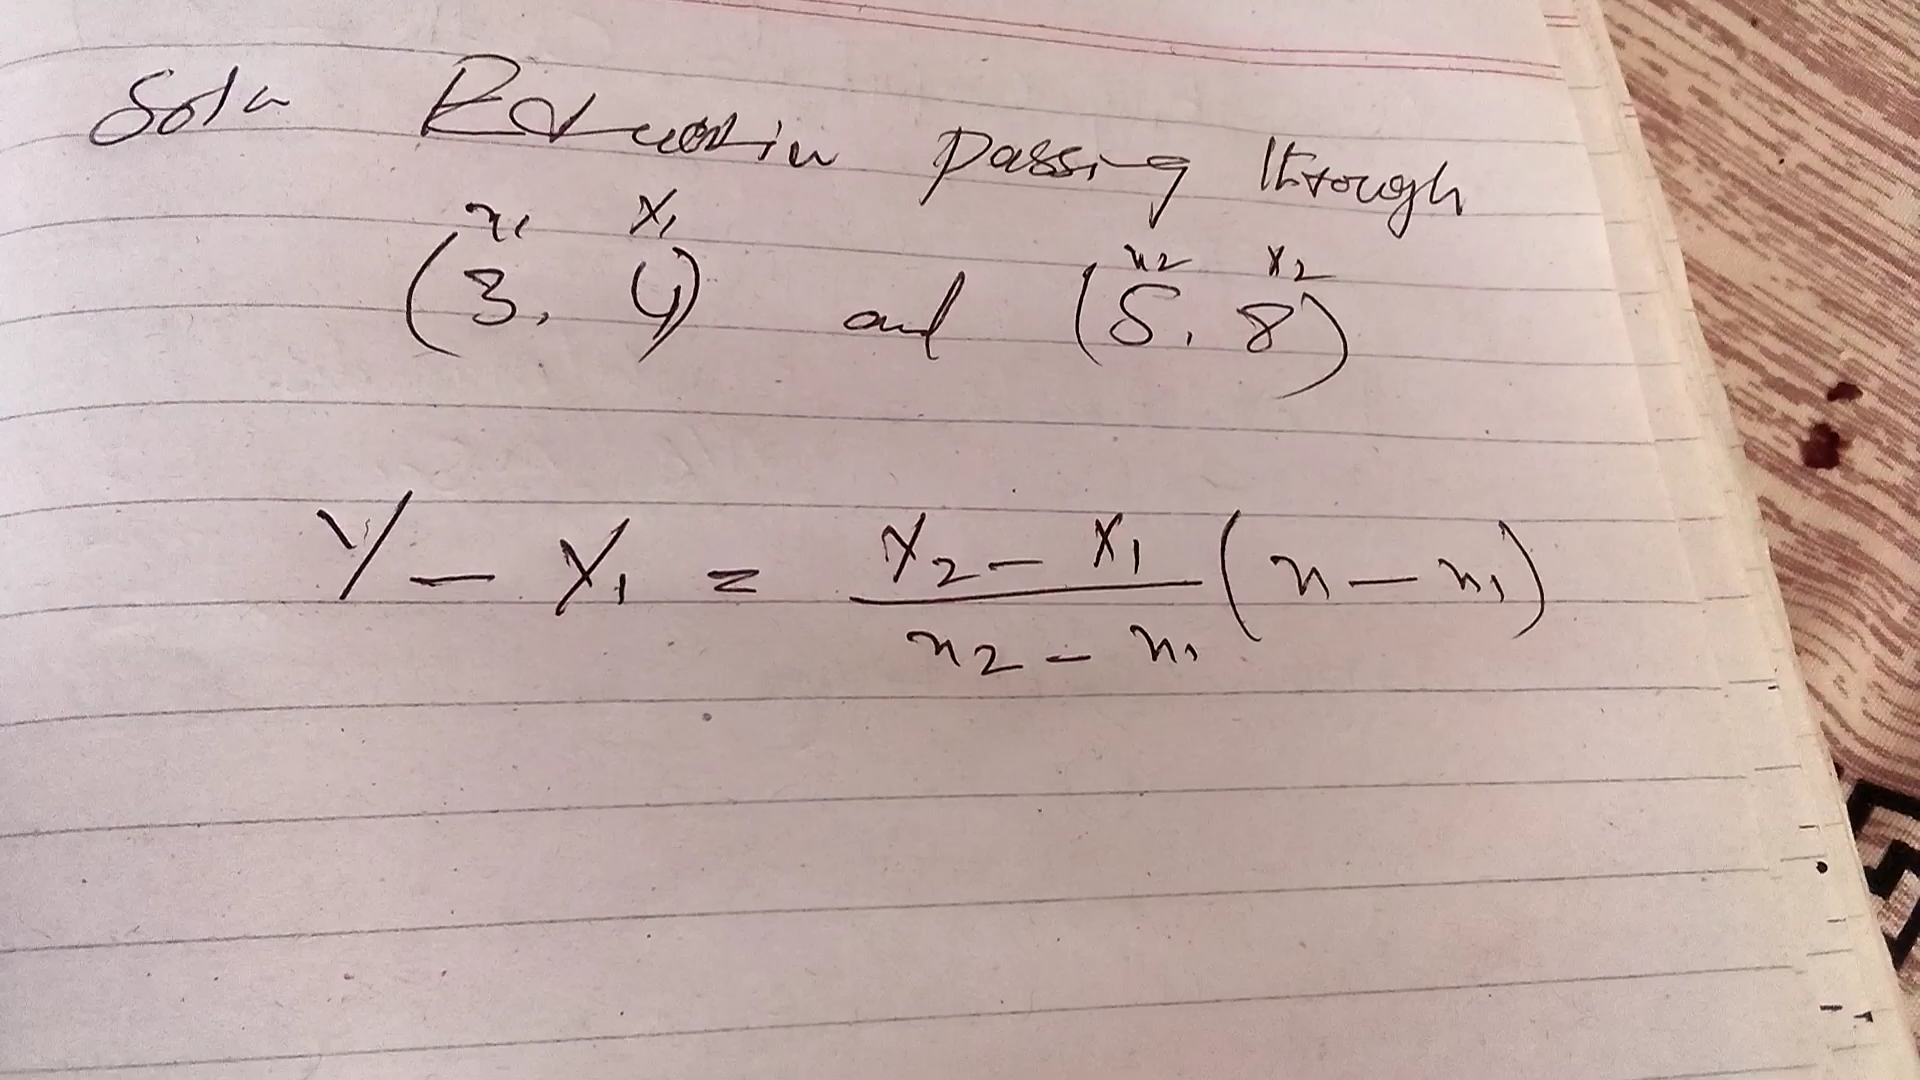 Soln Equation passing through
x1 Y1 x2 Y2
(3, 4) and (5, 8)
Y - Y1 = Y2 - Y1 (x - x1)
x2 - x1